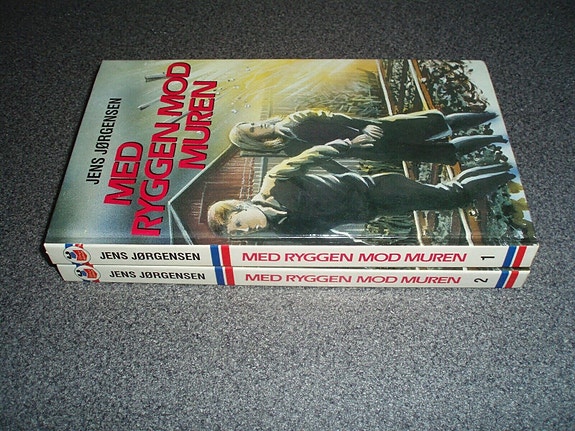 JENS JØRGENSEN
MED
RYGGEN MOD
MUREN
JENS JØRGENSEN MED RYGGEN MOD MUREN 1
JENS JØRGENSEN MED RYGGEN MOD MUREN 2